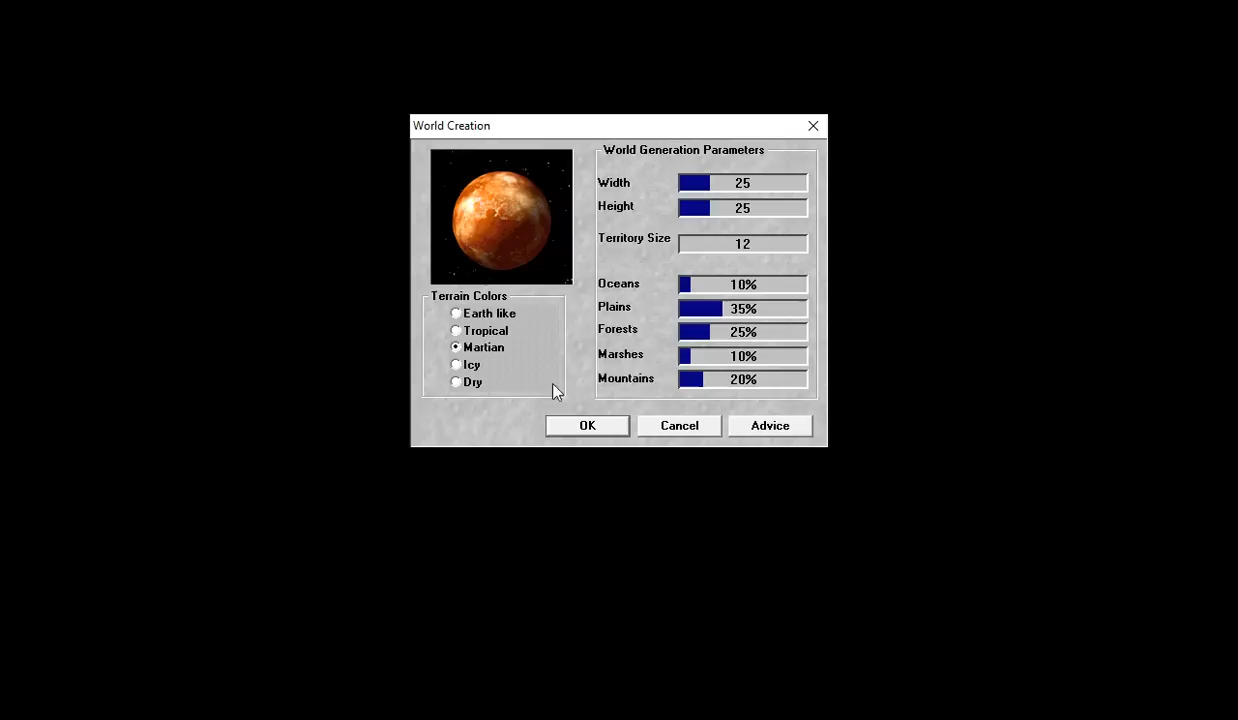 World Creation
World Generation Parameters
Width 25
Height 25
Territory Size 12
Oceans 10%
Plains 35%
Forests 25%
Marshes 10%
Mountains 20%
Terrain Colors
Earth like
Tropical
Martian
Icy
Dry
OK Cancel Advice